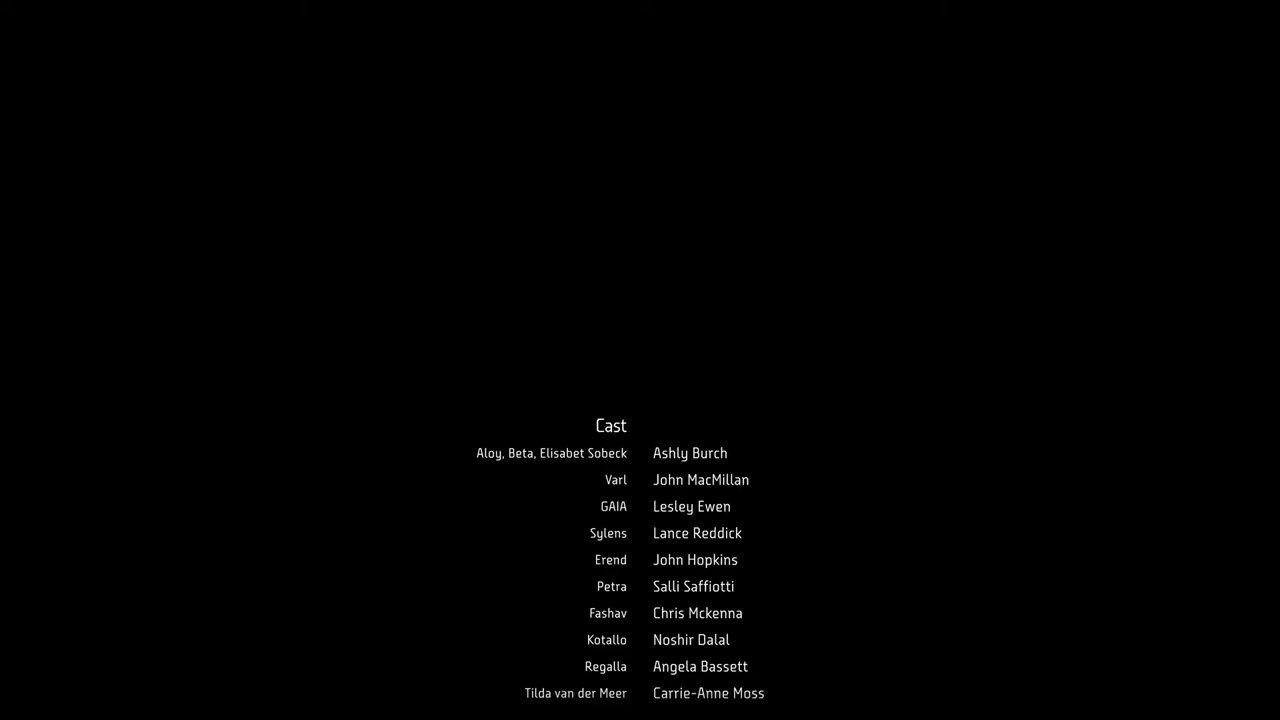 Cast
Aloy, Beta, Elisabet Sobeck Ashly Burch
Varl John MacMillan
GAIA Lesley Ewen
Sylens Lance Reddick
Erend John Hopkins
Petra Salli Saffiotti
Fashav Chris Mckenna
Kotallo Noshir Dalal
Regalla Angela Bassett
Tilda van der Meer Carrie-Anne Moss